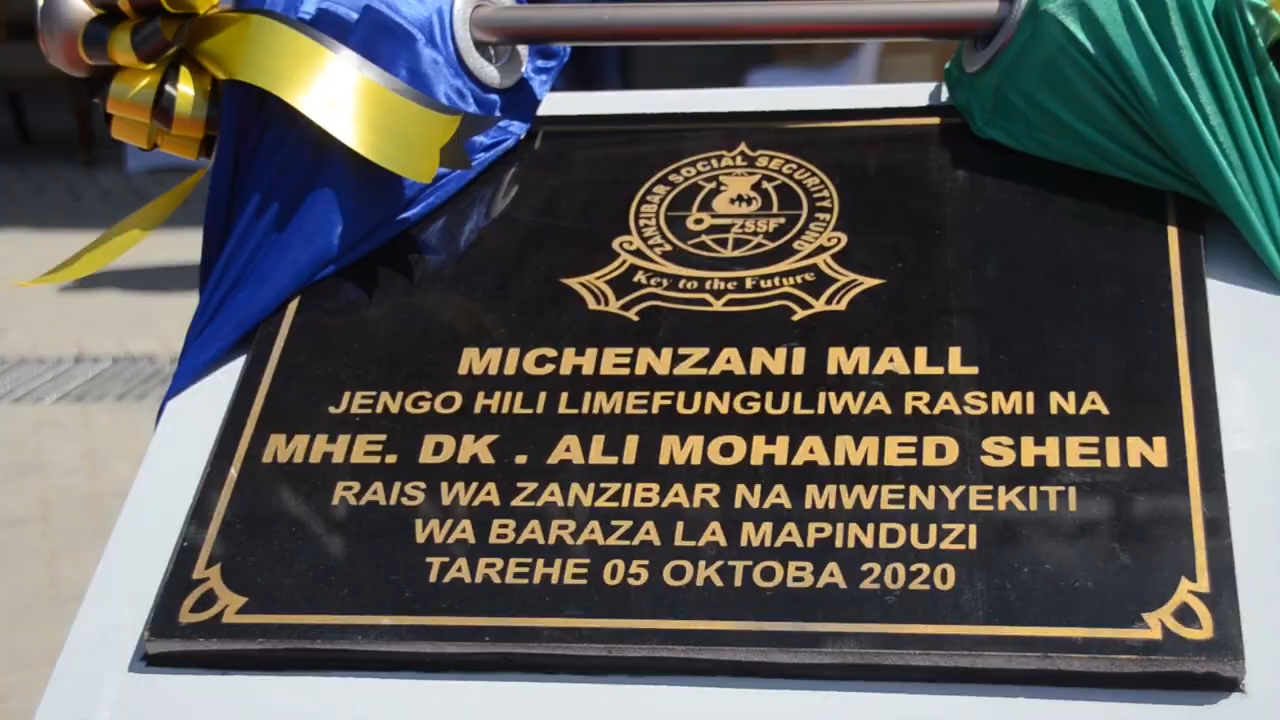 ZANZIBAR SOCIAL SECURITY FUND
ZSSF
Key to the Future
MICHENZANI MALL
JENGO HILI LIMEFUNGULIWA RASMI NA
MHE. DK . ALI MOHAMED SHEIN
RAIS WA ZANZIBAR NA MWENYEKITI
WA BARAZA LA MAPINDUZI
TAREHE 05 OKTOBA 2020